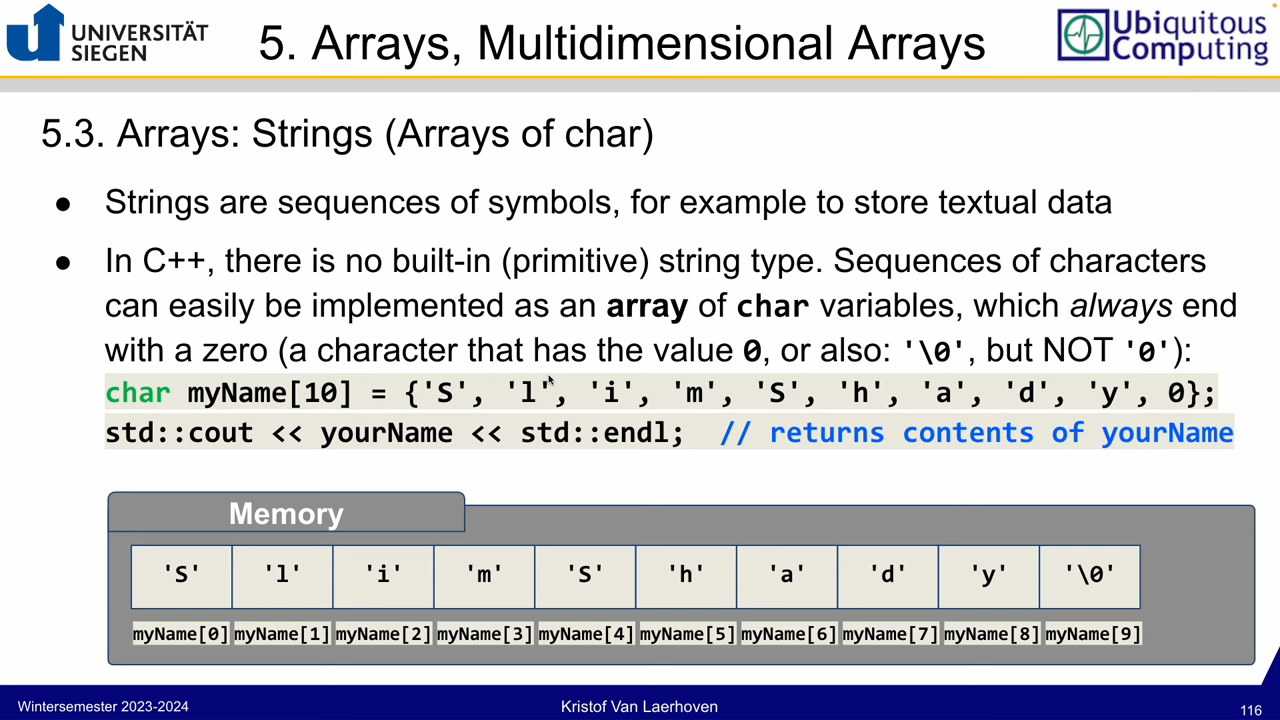 UNIVERSITÄT
SIEGEN
5. Arrays, Multidimensional Arrays
Ubiquitous
Computing
5.3. Arrays: Strings (Arrays of char)
● Strings are sequences of symbols, for example to store textual data
● In C++, there is no built-in (primitive) string type. Sequences of characters
can easily be implemented as an array of char variables, which always end
with a zero (a character that has the value 0, or also: '\0', but NOT '0'):
char myName[10] = {'S', 'l', 'i', 'm', 'S', 'h', 'a', 'd', 'y', 0};
std::cout << yourName << std::endl; // returns contents of yourName
Memory
'S' 'l' 'i' 'm' 'S' 'h' 'a' 'd' 'y' '\0'
myName[0] myName[1] myName[2] myName[3] myName[4] myName[5] myName[6] myName[7] myName[8] myName[9]
Wintersemester 2023-2024 Kristof Van Laerhoven 116